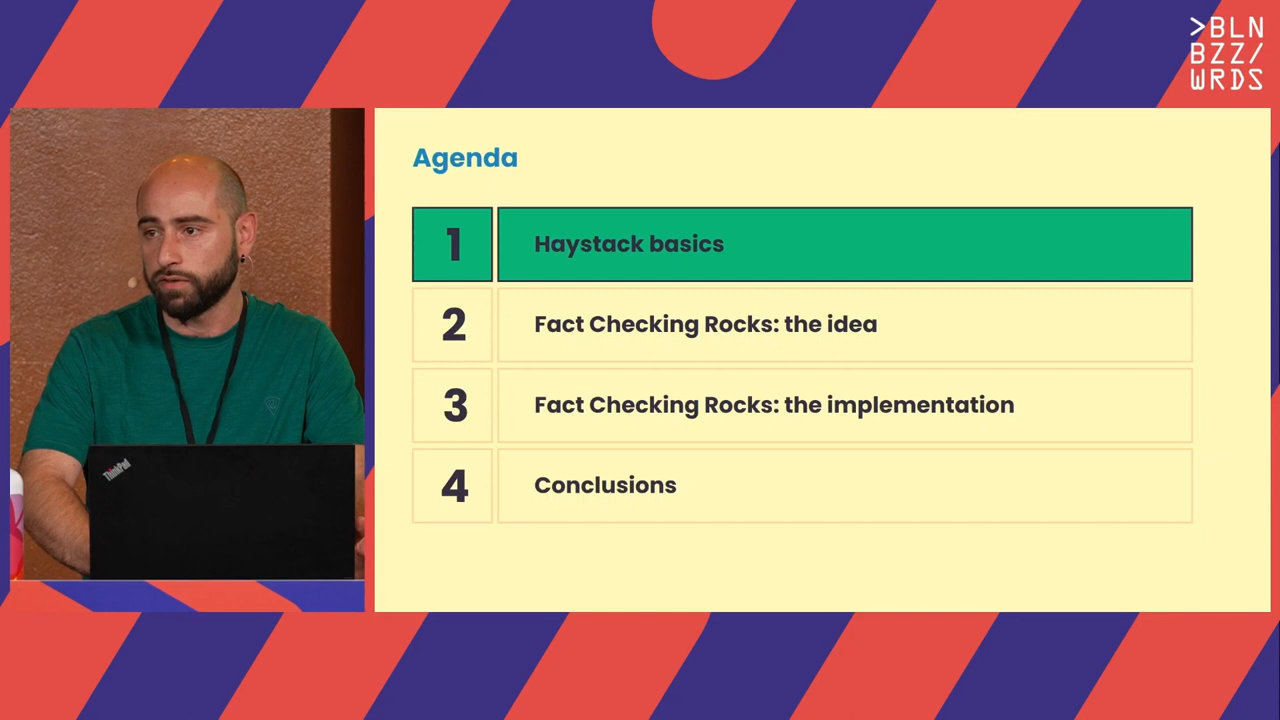 >BLN
BZZ/
WRDS
Agenda
1 Haystack basics
2 Fact Checking Rocks: the idea
3 Fact Checking Rocks: the implementation
4 Conclusions
ThinkPad